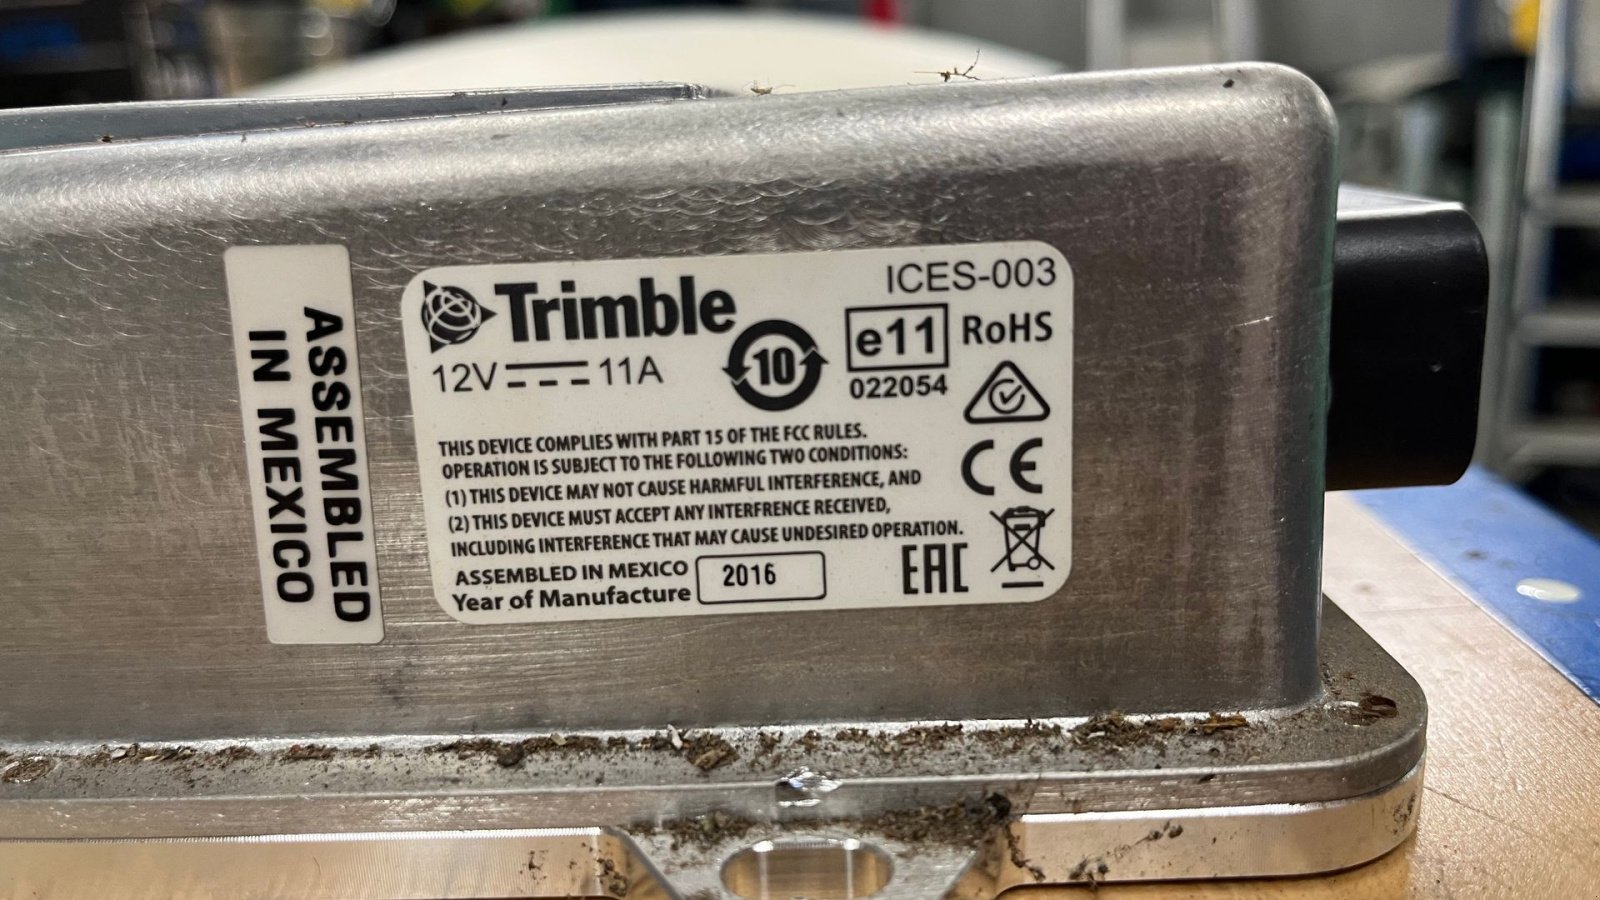 ASSEMBLED
IN MEXICO
Trimble
ICES-003
12V 11A
10
e11
022054
RoHS
CE
THIS DEVICE COMPLIES WITH PART 15 OF THE FCC RULES.
OPERATION IS SUBJECT TO THE FOLLOWING TWO CONDITIONS:
(1) THIS DEVICE MAY NOT CAUSE HARMFUL INTERFERENCE, AND
(2) THIS DEVICE MUST ACCEPT ANY INTERFRENCE RECEIVED,
INCLUDING INTERFERENCE THAT MAY CAUSE UNDESIRED OPERATION.
ASSEMBLED IN MEXICO
Year of Manufacture 2016
EAC